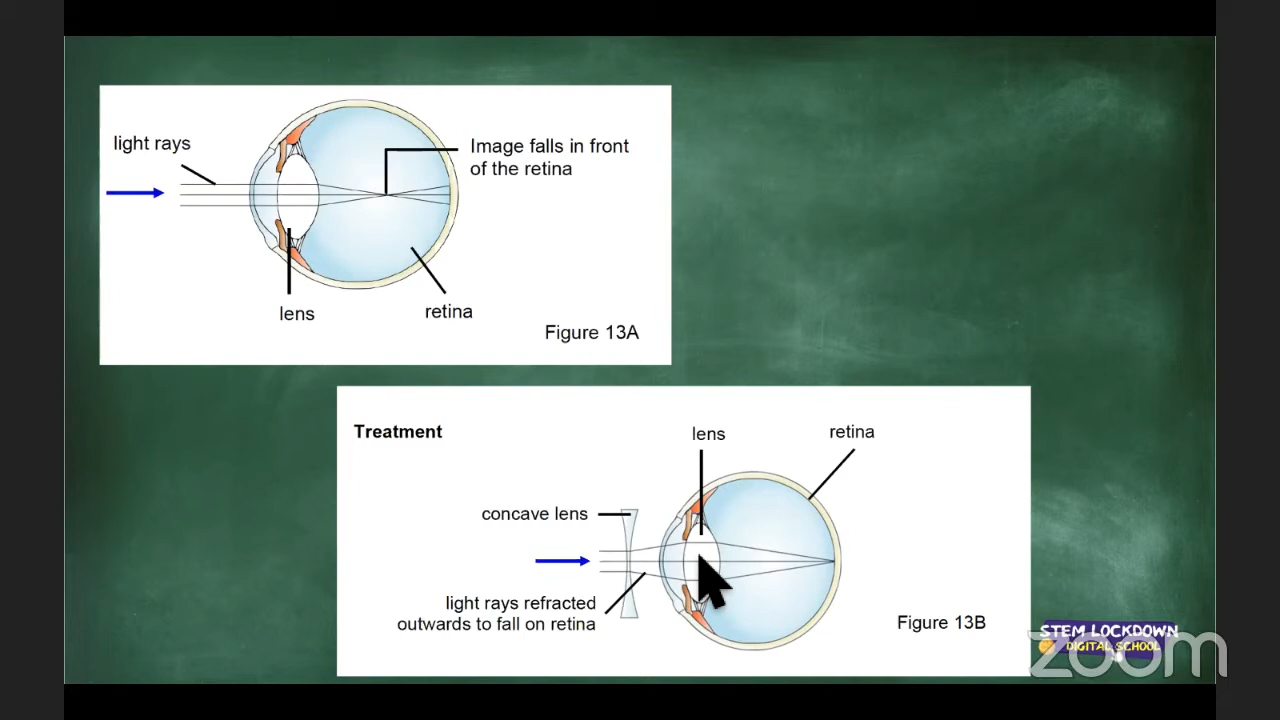 light rays
Image falls in front
of the retina
lens
retina
Figure 13A
Treatment
lens
retina
concave lens
light rays refracted
outwards to fall on retina
Figure 13B
STEM LOCKDOWN
DIGITAL SCHOOL
zoom